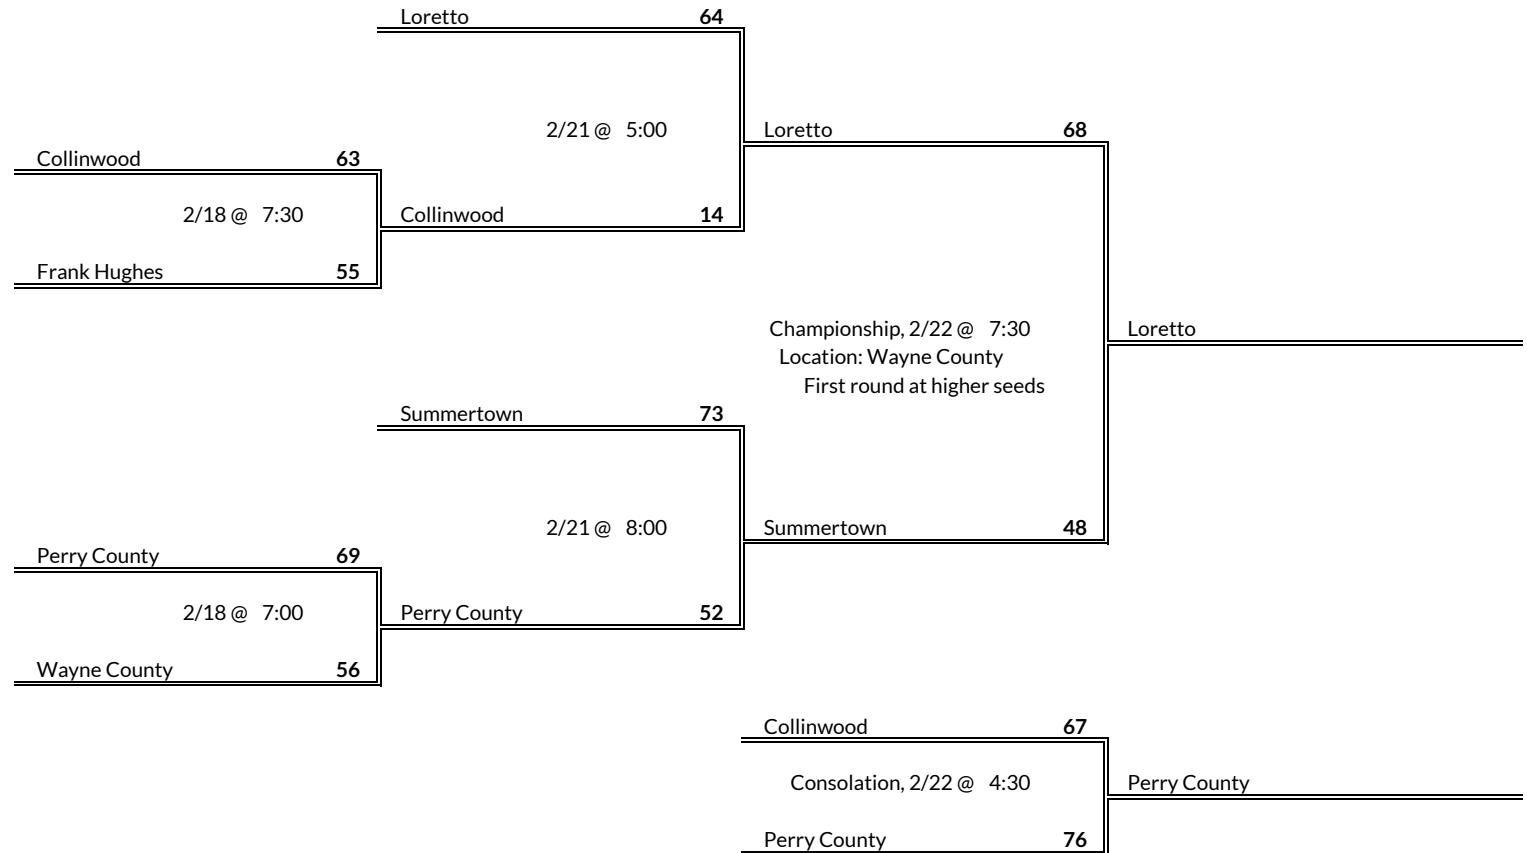 Loretto 64
2/21 @ 5:00
Loretto 68
Collinwood 63
2/18 @ 7:30
Collinwood 14
Frank Hughes 55
Championship, 2/22 @ 7:30
Loretto
Location: Wayne County
First round at higher seeds
Summertown 73
2/21 @ 8:00
Summertown 48
Perry County 69
2/18 @ 7:00
Perry County 52
Wayne County 56
Collinwood 67
Consolation, 2/22 @ 4:30
Perry County
Perry County 76